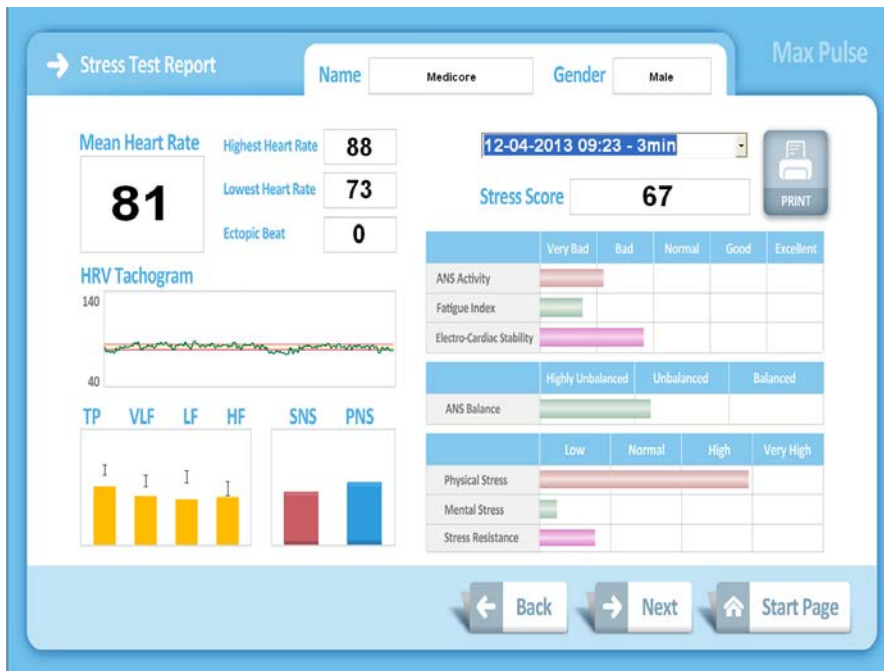 Max Pulse
Stress Test Report
Name Medicore Gender Male
Mean Heart Rate
81
Highest Heart Rate 88
Lowest Heart Rate 73
Ectopic Beat 0
12-04-2013 09:23 - 3min
PRINT
Stress Score 67
HRV Tachogram
140
40
TP VLF LF HF
SNS PNS
Very Bad Bad Normal Good Excellent
ANS Activity
Fatigue Index
Electro-Cardiac Stability
Highly Unbalanced Unbalanced Balanced
ANS Balance
Low Normal High Very High
Physical Stress
Mental Stress
Stress Resistance
Back Next Start Page